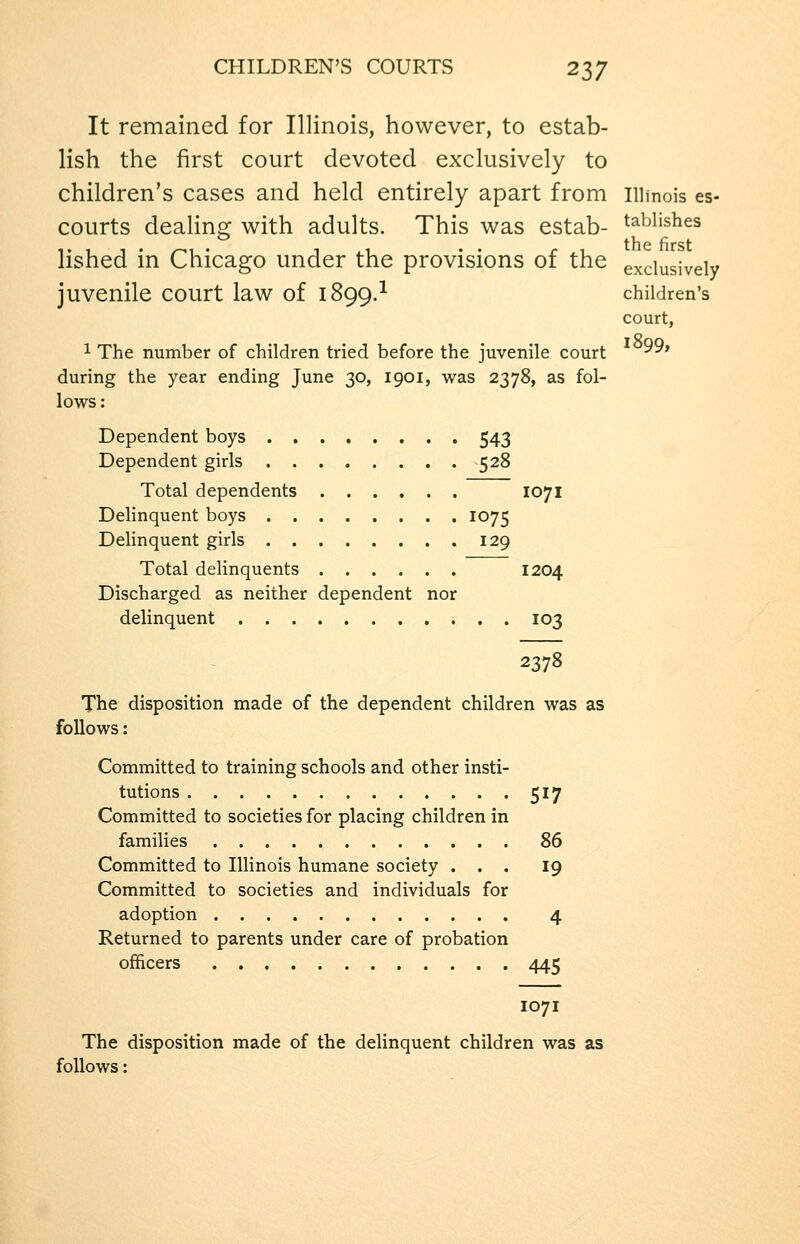 CHILDREN'S COURTS 237
It remained for Illinois, however, to estab-
lish the first court devoted exclusively to
children's cases and held entirely apart from
courts dealing with adults. This was estab-
lished in Chicago under the provisions of the
juvenile court law of 1899.¹
Illinois es-
tablishes
the first
exclusively
children's
court,
1899,
¹ The number of children tried before the juvenile court
during the year ending June 30, 1901, was 2378, as fol-
lows:
Dependent boys . . . . . . . . 543
Dependent girls . . . . . . . . 528
Total dependents . . . . . . 1071
Delinquent boys . . . . . . . . 1075
Delinquent girls . . . . . . . . 129
Total delinquents . . . . . . 1204
Discharged as neither dependent nor
delinquent . . . . . . . . . . . 103
2378
The disposition made of the dependent children was as
follows:
Committed to training schools and other insti-
tutions . . . . . . . . . . . . . 517
Committed to societies for placing children in
families . . . . . . . . . . . . 86
Committed to Illinois humane society . . . 19
Committed to societies and individuals for
adoption . . . . . . . . . . . . 4
Returned to parents under care of probation
officers . . . . . . . . . . . . 445
1071
The disposition made of the delinquent children was as
follows: